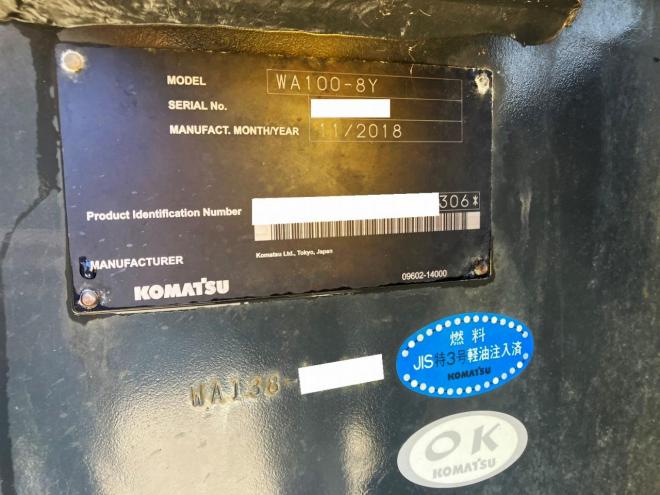 MODEL WA100-8Y
SERIAL No.
MANUFACT. MONTH/YEAR 11/2018
Product Identification Number 306*
Komatsu Ltd., Tokyo, Japan
MANUFACTURER
09602-14000
KOMATSU
燃料
JIS特3号軽油注入済
KOMATSU
WA138-
OK
KOMATSU